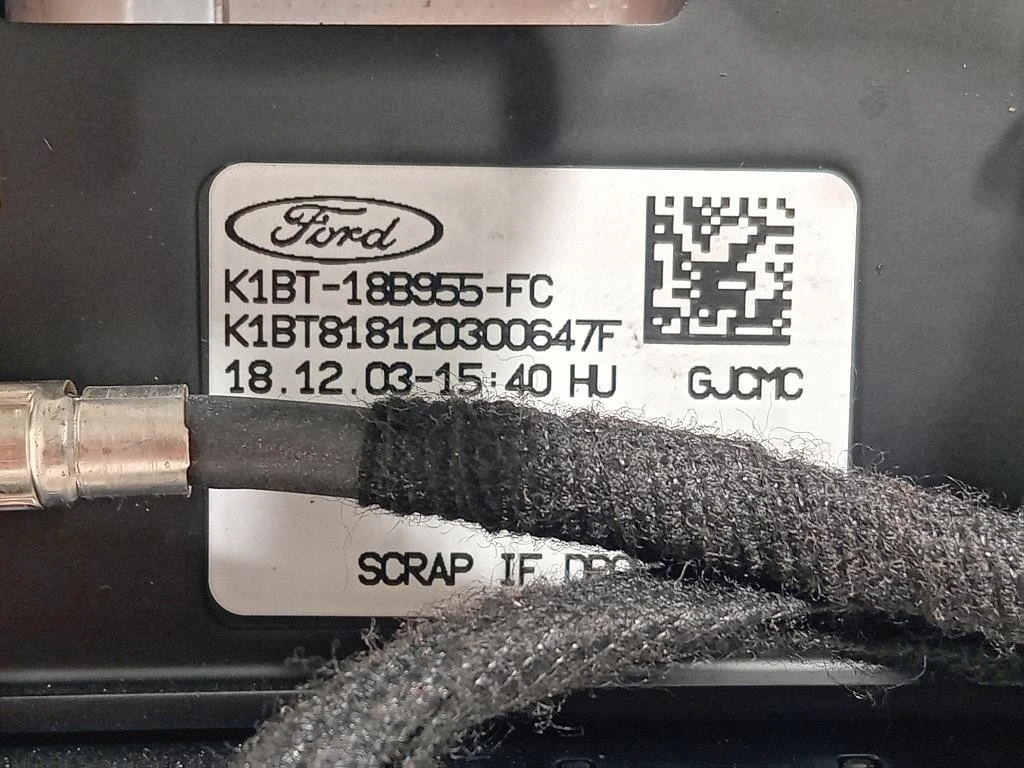 Ford
K1BT-18B955-FC
K1BT818120300647F
18.12.03-15:40 HU GJCMC
SCRAP IF